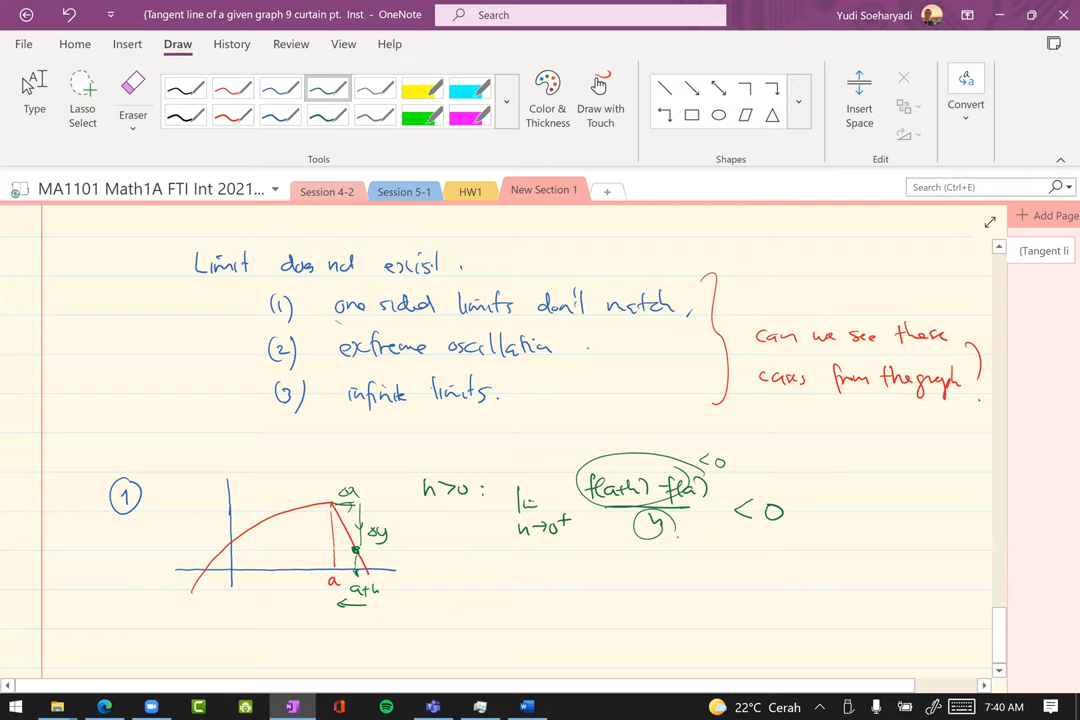 {Tangent line of a given graph 9 curtain pt. Inst - OneNote
Search
Yudi Soeharyadi
File
Home
Insert
Draw
History
Review
View
Help
Type
Lasso Select
Eraser
Color & Thickness
Draw with Touch
Insert Space
Convert
Tools
Shapes
Edit
MA1101 Math1A FTI Int 2021...
Session 4-2
Session 5-1
HW1
New Section 1
+
Search (Ctrl+E)
+ Add Page
{Tangent li
Limit does not exist.
(1) one sided limits don't match,
(2) extreme oscillation
(3) infinite limits.
can we see these
cases from the graph?
1
Δx
Δy
a
a+h
h>0 :
lim h→0⁺
f(a+h) - f(a)
<0
h
< 0
22°C Cerah
7:40 AM